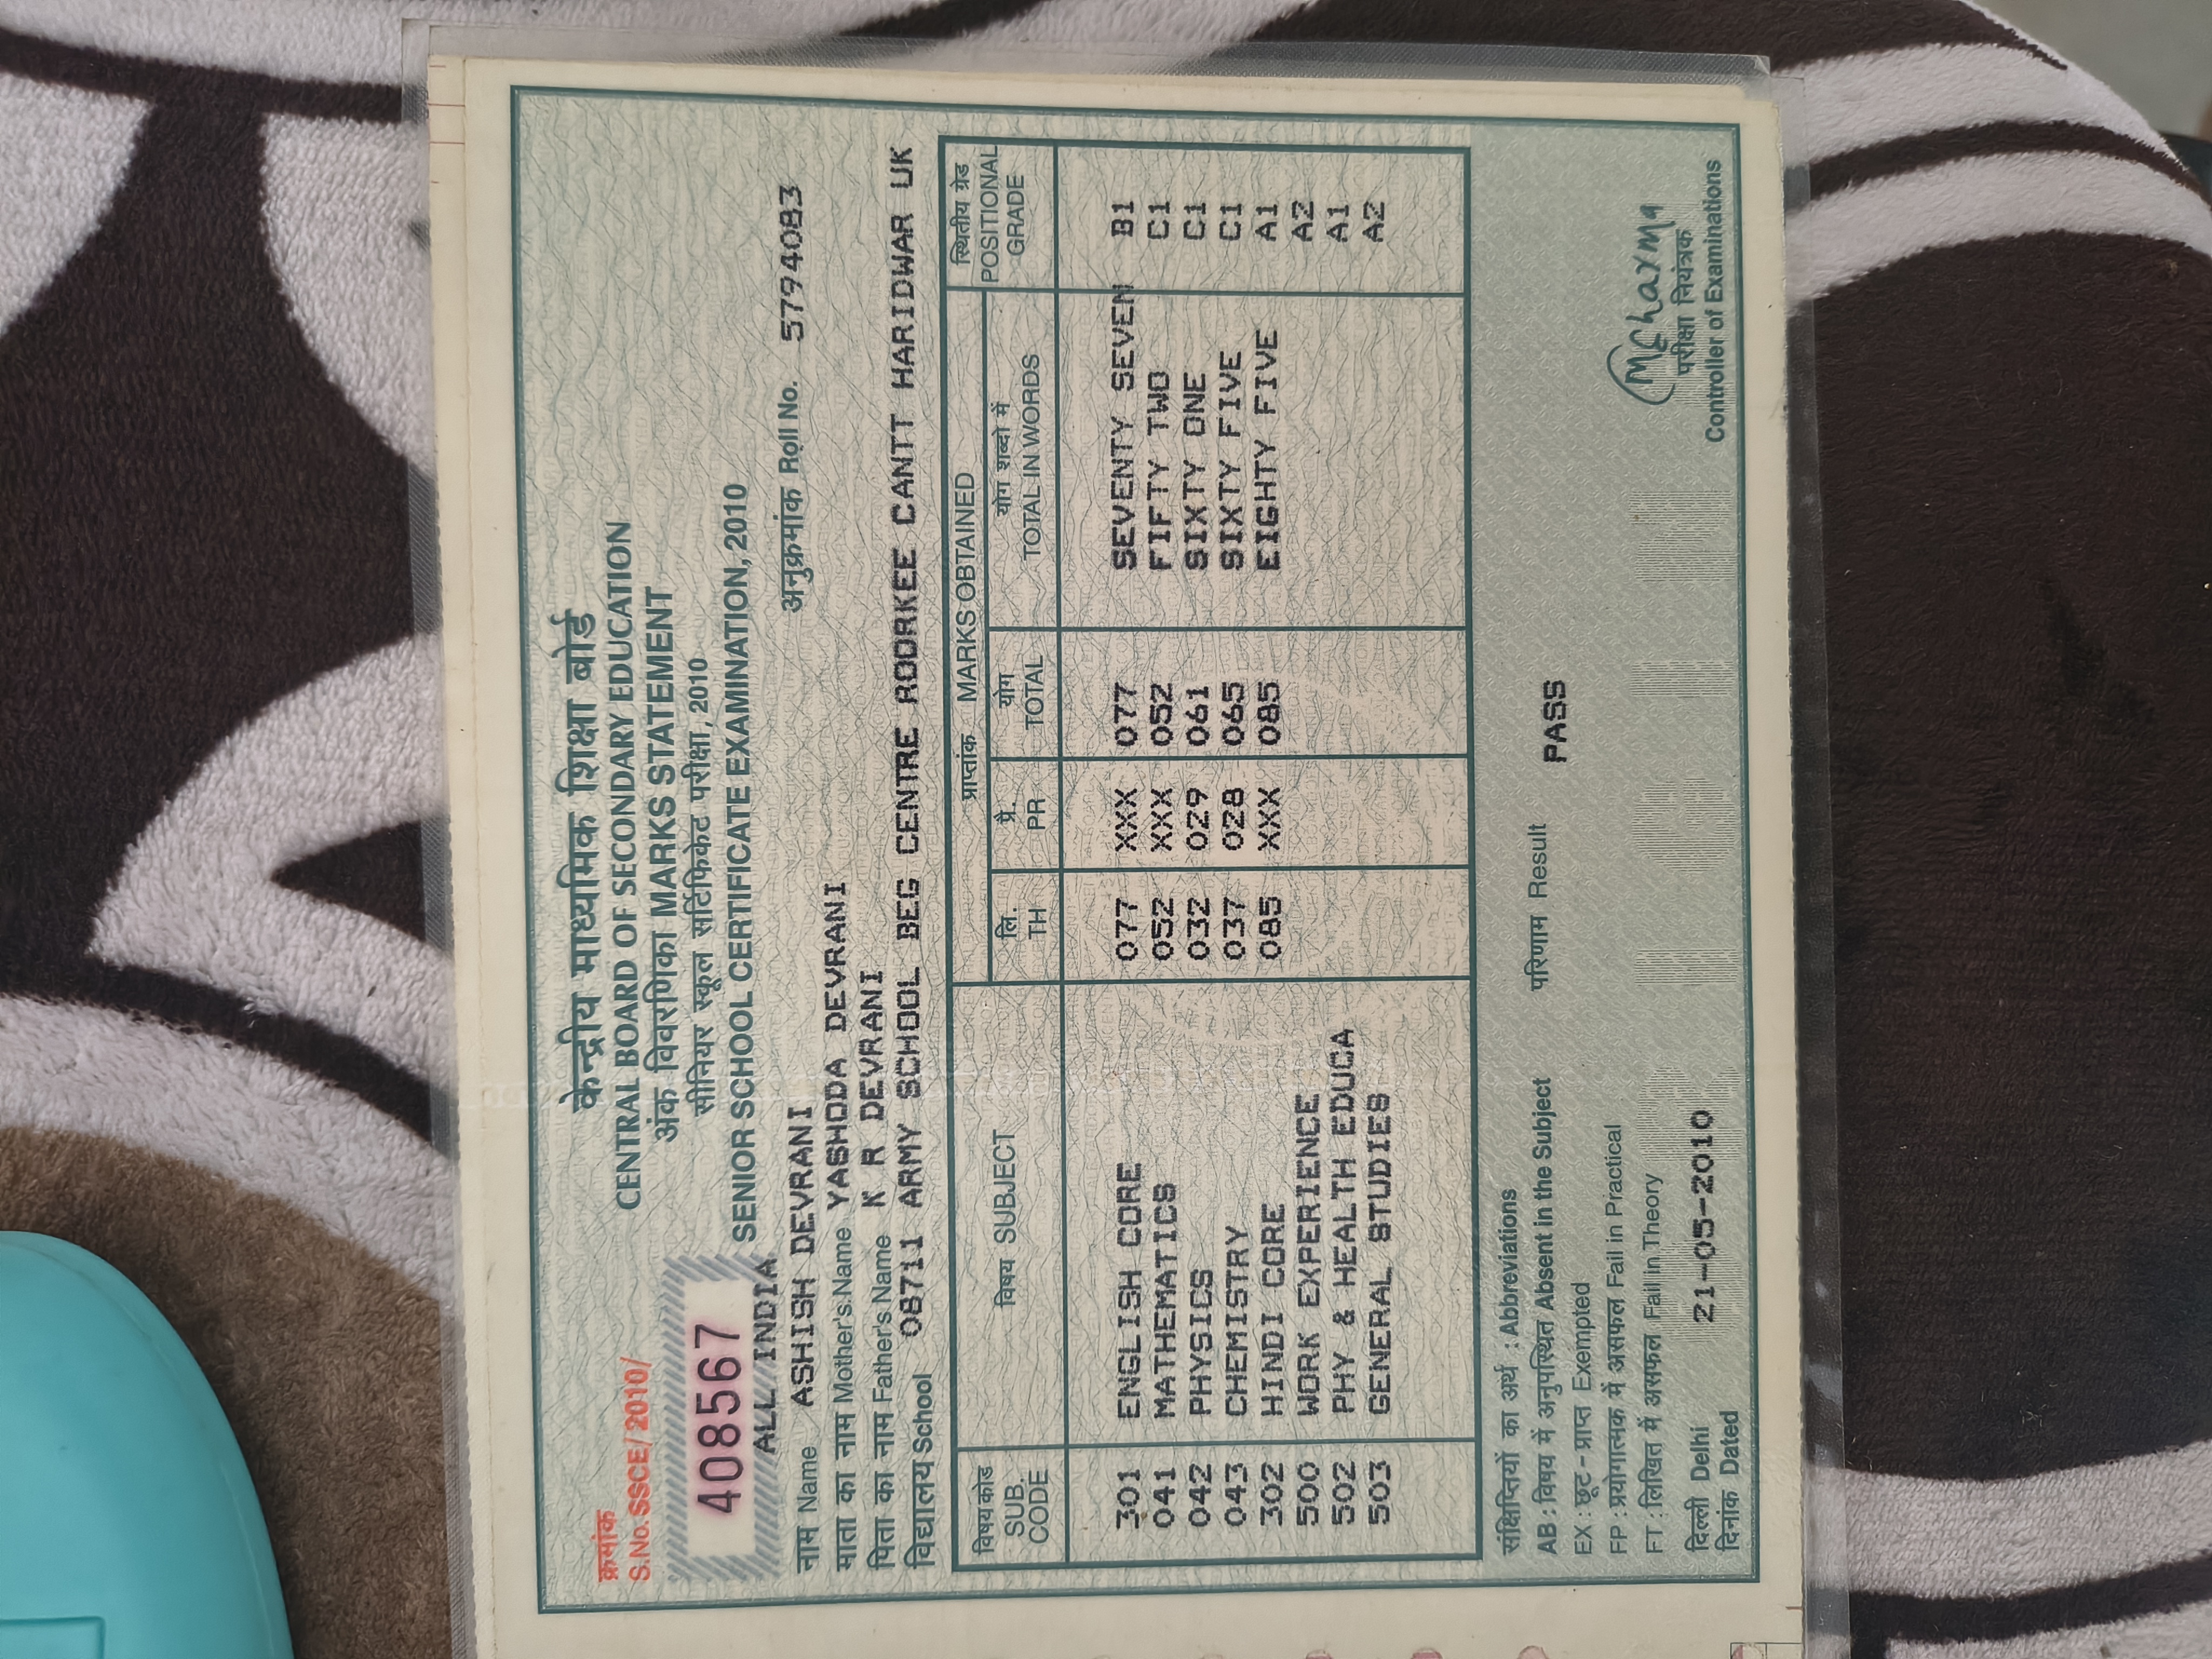 केन्द्रीय माध्यमिक शिक्षा बोर्ड
CENTRAL BOARD OF SECONDARY EDUCATION
अंक विवरणिका MARKS STATEMENT
सीनियर स्कूल सर्टिफिकेट परीक्षा, 2010
SENIOR SCHOOL CERTIFICATE EXAMINATION, 2010
क्रमांक
S.No. SSCE/2010/
408567
ALL INDIA
अनुक्रमांक Roll No. 5794083
नाम Name ASHISH DEVRANI
माता का नाम Mother's Name YASHODA DEVRANI
पिता का नाम Father's Name K R DEVRANI
विद्यालय School 08711 ARMY SCHOOL BEG CENTRE ROORKEE CANTT HARIDWAR UK
विषय कोड SUB. CODE विषय SUBJECT प्राप्तांक MARKS OBTAINED स्थितीय ग्रेड POSITIONAL GRADE
लि. TH प्रै. PR योग TOTAL योग शब्दो में TOTAL IN WORDS
301 ENGLISH CORE 077 XXX 077 SEVENTY SEVEN B1
041 MATHEMATICS 052 XXX 052 FIFTY TWO C1
042 PHYSICS 032 029 061 SIXTY ONE C1
043 CHEMISTRY 037 028 065 SIXTY FIVE C1
302 HINDI CORE 085 XXX 085 EIGHTY FIVE A1
500 WORK EXPERIENCE A2
502 PHY & HEALTH EDUCA A1
503 GENERAL STUDIES A2
संक्षिप्तियों का अर्थ : Abbreviations
AB : विषय में अनुपस्थित Absent in the Subject परिणाम Result PASS
EX : छूट - प्राप्त Exempted
FP : प्रयोगात्मक में असफल Fail in Practical
FT : लिखित में असफल Fail in Theory
दिल्ली Delhi
दिनांक Dated 21-05-2010
परीक्षा नियंत्रक
Controller of Examinations